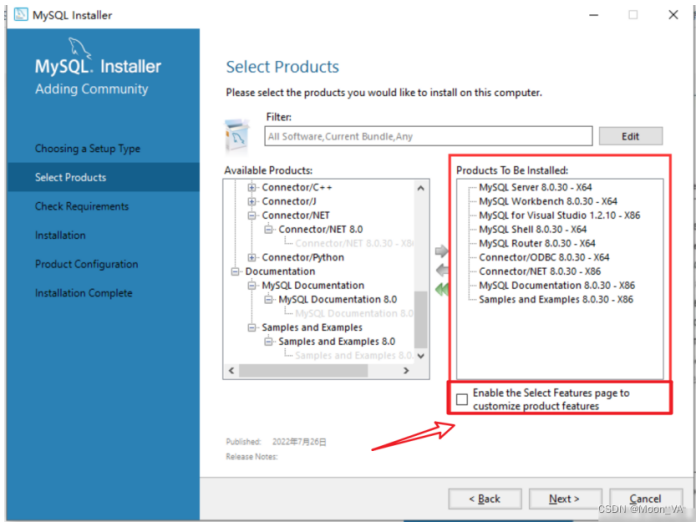 MySQL Installer
MySQL. Installer
Adding Community
Choosing a Setup Type
Select Products
Check Requirements
Installation
Product Configuration
Installation Complete
Select Products
Please select the products you would like to install on this computer.
Filter:
All Software,Current Bundle,Any
Edit
Available Products:
Connector/C++
Connector/J
Connector/NET
Connector/NET 8.0
Connector/NET 8.0.30 - X8
Connector/Python
Documentation
MySQL Documentation
MySQL Documentation 8.0
MySQL Documentation 8.0
Samples and Examples
Samples and Examples 8.0
Samples and Examples 8.0.
Products To Be Installed:
MySQL Server 8.0.30 - X64
MySQL Workbench 8.0.30 - X64
MySQL for Visual Studio 1.2.10 - X86
MySQL Shell 8.0.30 - X64
MySQL Router 8.0.30 - X64
Connector/ODBC 8.0.30 - X64
Connector/NET 8.0.30 - X86
MySQL Documentation 8.0.30 - X86
Samples and Examples 8.0.30 - X86
Enable the Select Features page to
customize product features
Published: 2022年7月26日
Release Notes:
< Back
Next >
Cancel
CSDN @Moon_YA